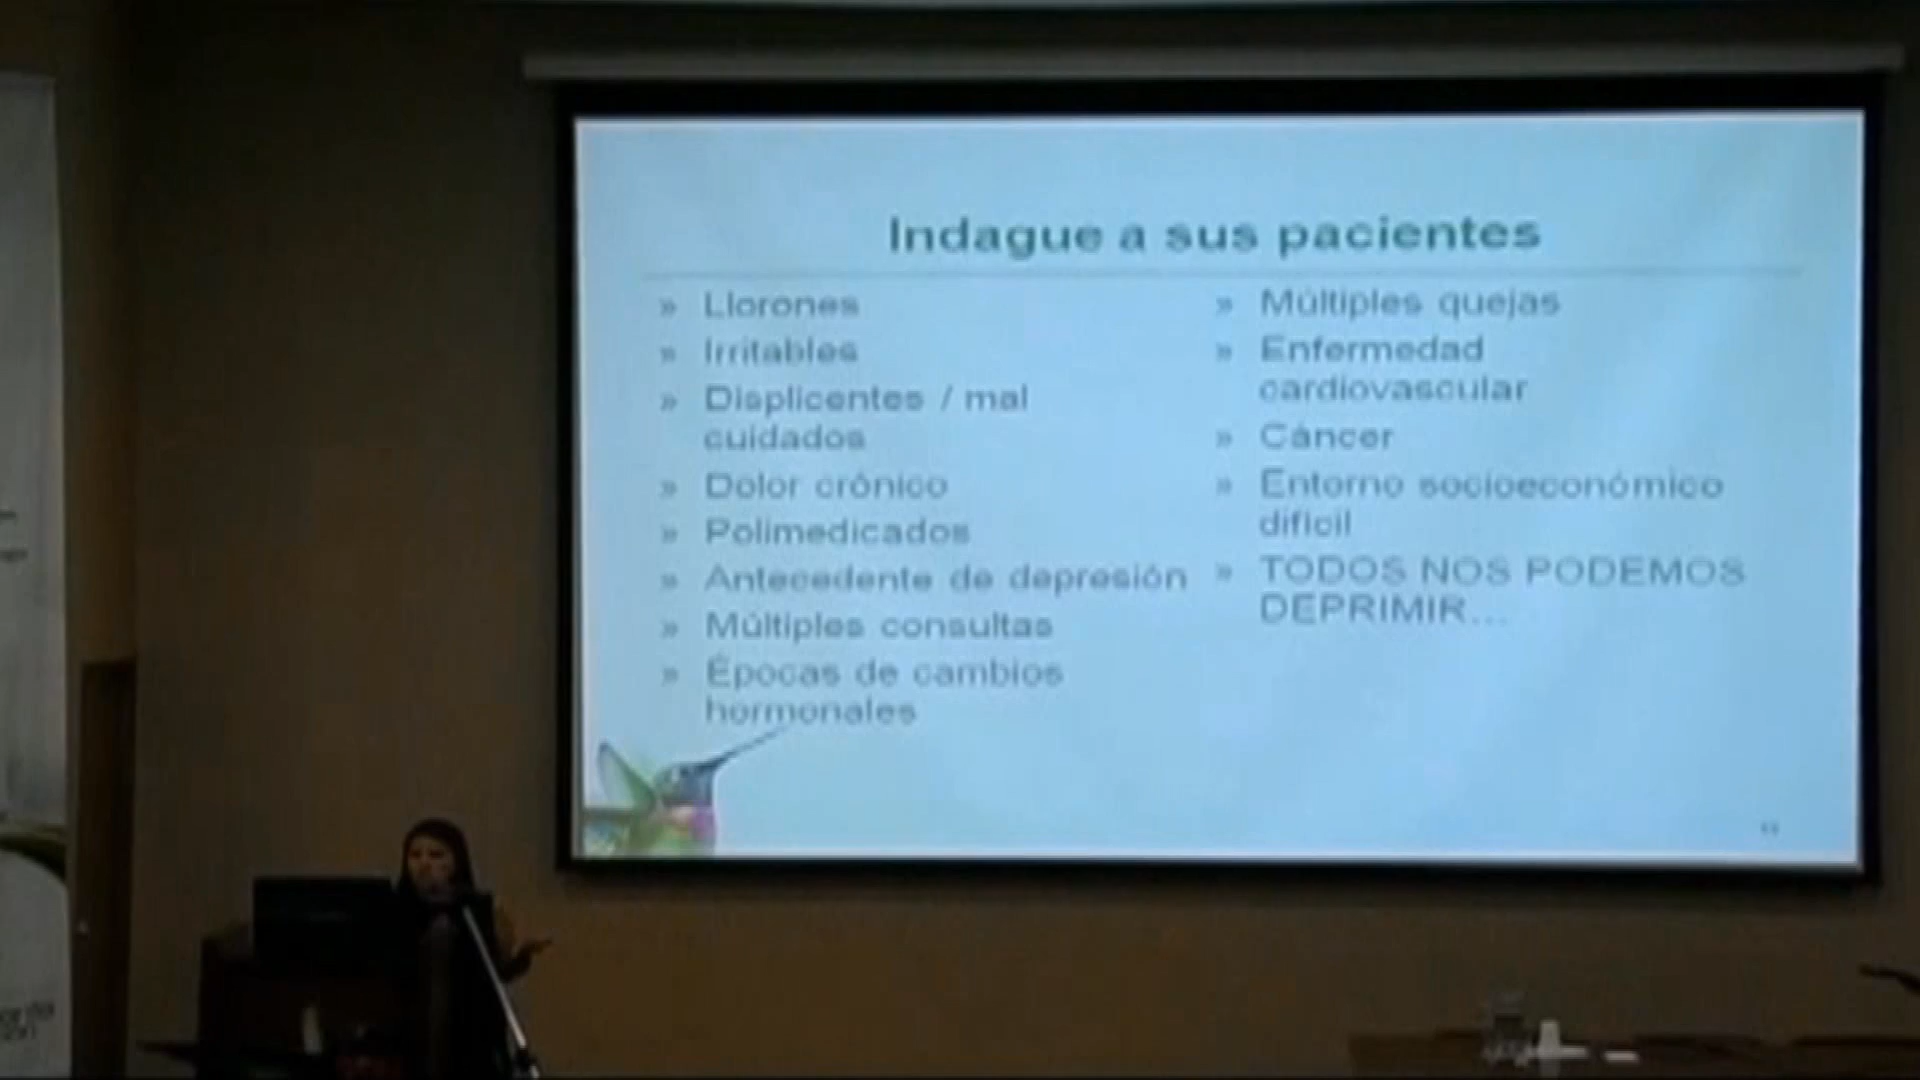 Indague a sus pacientes
» Llorones
» Irritables
» Displicentes / mal
cuidados
» Dolor crónico
» Polimedicados
» Antecedente de depresión
» Múltiples consultas
» Épocas de cambios
hormonales
» Múltiples quejas
» Enfermedad
cardiovascular
» Cáncer
» Entorno socioeconómico
dificil
» TODOS NOS PODEMOS
DEPRIMIR...